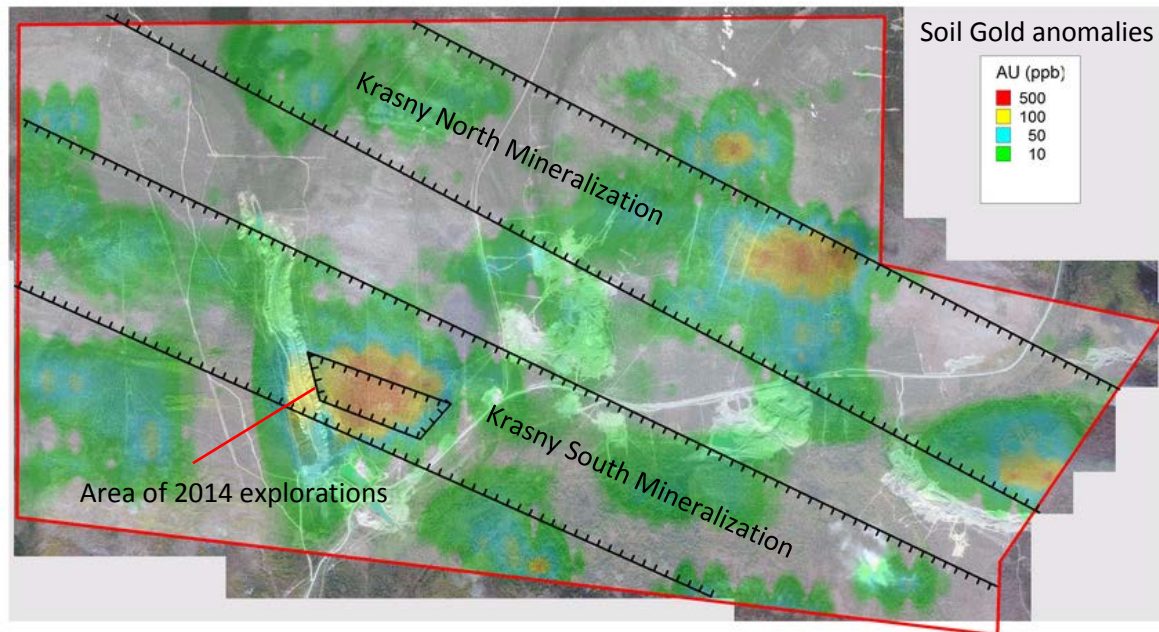 Soil Gold anomalies
AU (ppb)
500
100
50
10
Krasny North Mineralization
Krasny South Mineralization
Area of 2014 explorations